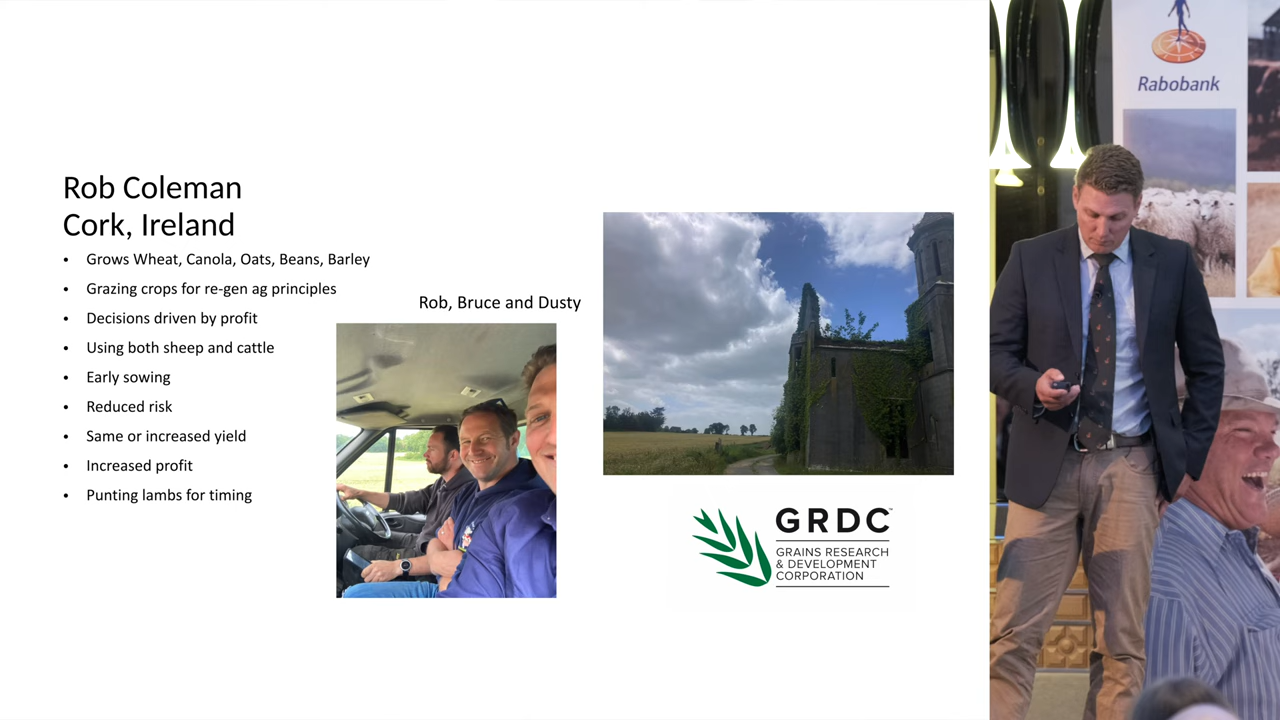 Rob Coleman
Cork, Ireland
• Grows Wheat, Canola, Oats, Beans, Barley
• Grazing crops for re-gen ag principles
• Decisions driven by profit
• Using both sheep and cattle
• Early sowing
• Reduced risk
• Same or increased yield
• Increased profit
• Punting lambs for timing
Rob, Bruce and Dusty
GRDC™
GRAINS RESEARCH
& DEVELOPMENT
CORPORATION
Rabobank